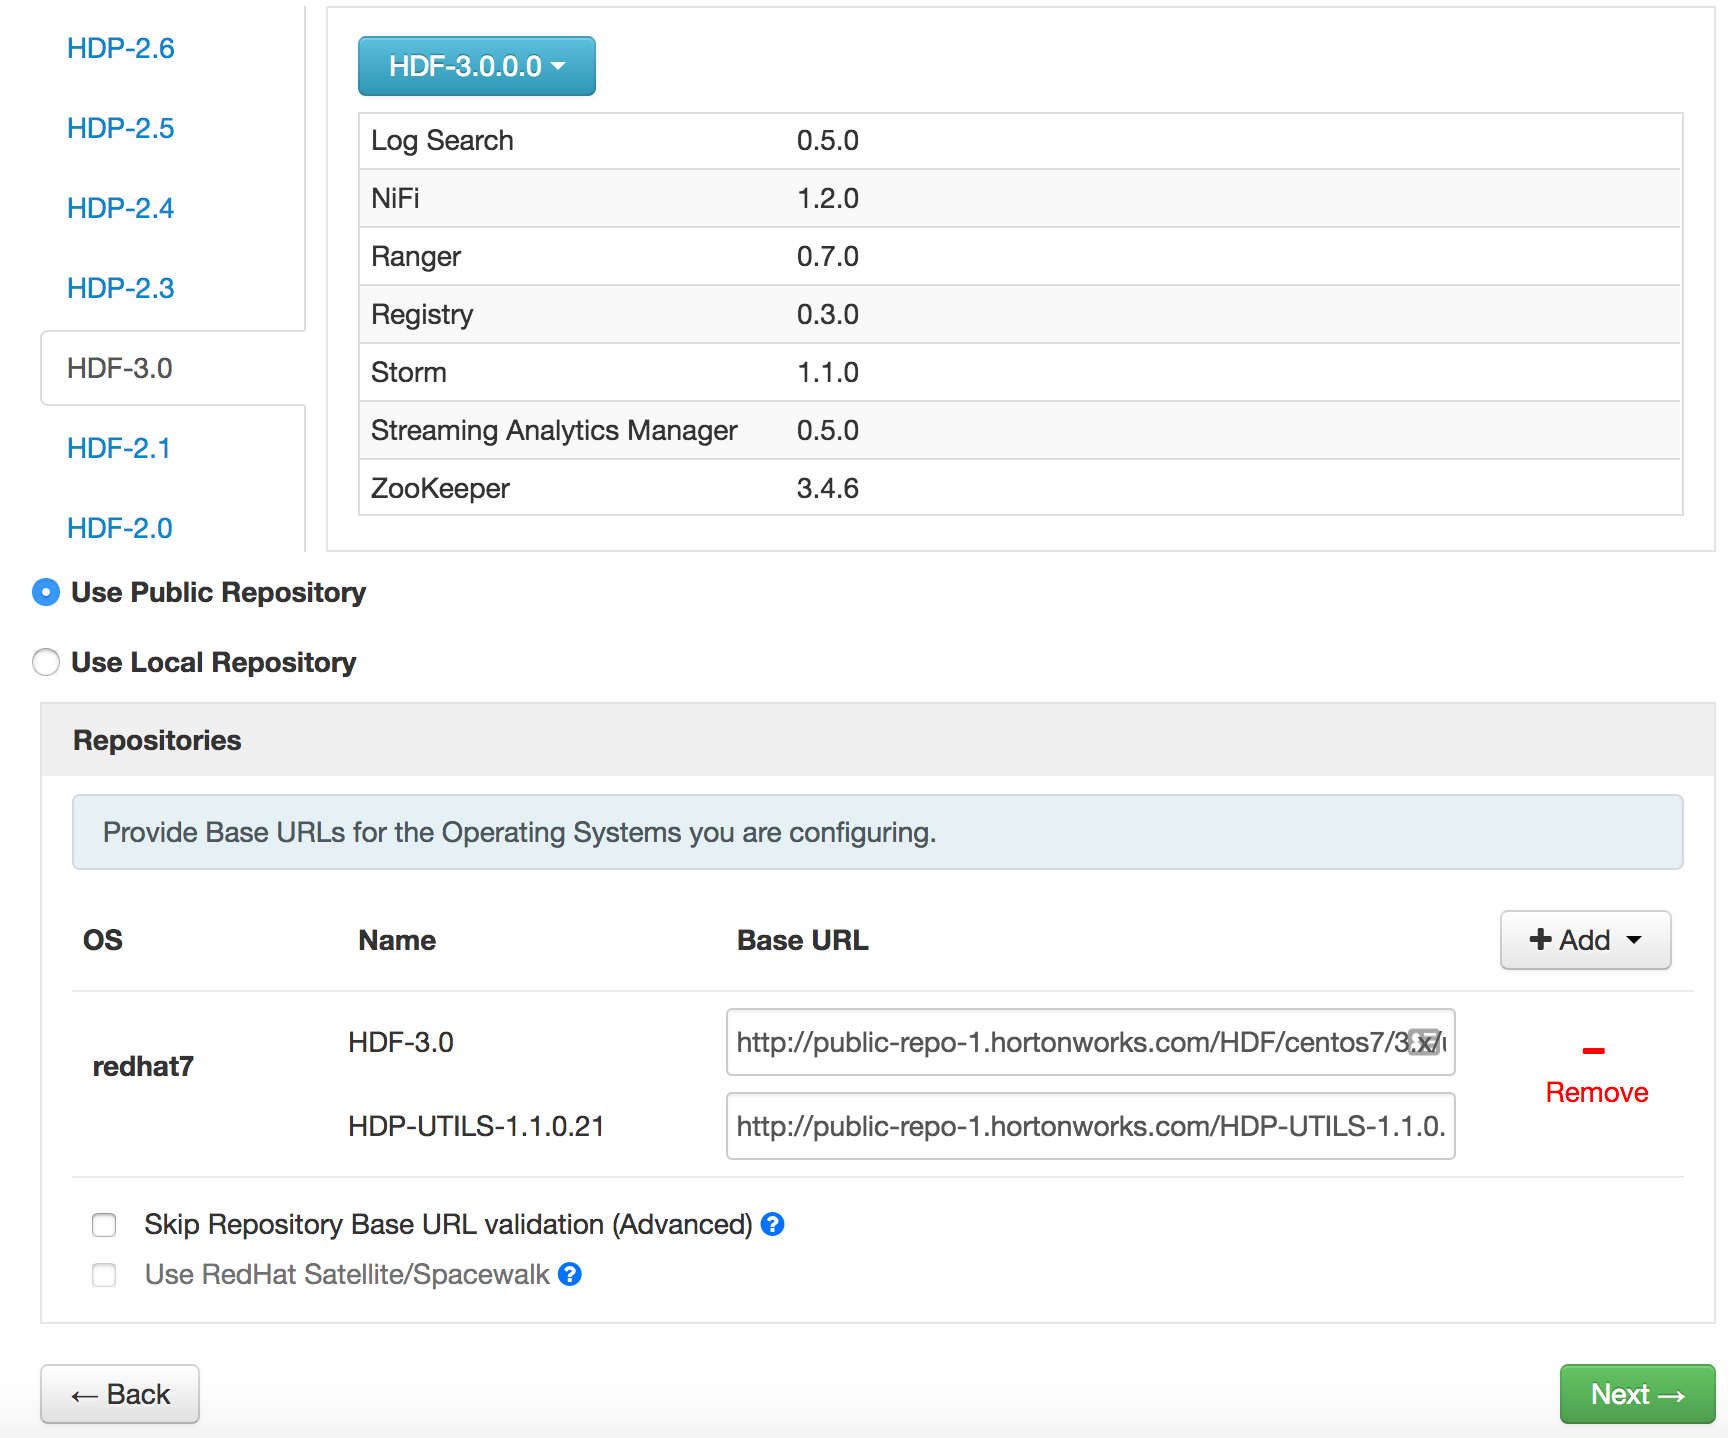 HDP-2.6
HDP-2.5
HDP-2.4
HDP-2.3
HDF-3.0
HDF-2.1
HDF-2.0
HDF-3.0.0.0
Log Search 0.5.0
NiFi 1.2.0
Ranger 0.7.0
Registry 0.3.0
Storm 1.1.0
Streaming Analytics Manager 0.5.0
ZooKeeper 3.4.6
Use Public Repository
Use Local Repository
Repositories
Provide Base URLs for the Operating Systems you are configuring.
OS Name Base URL + Add
redhat7
HDF-3.0 http://public-repo-1.hortonworks.com/HDF/centos7/3.x/u
HDP-UTILS-1.1.0.21 http://public-repo-1.hortonworks.com/HDP-UTILS-1.1.0.
Remove
Skip Repository Base URL validation (Advanced) ?
Use RedHat Satellite/Spacewalk ?
← Back
Next →